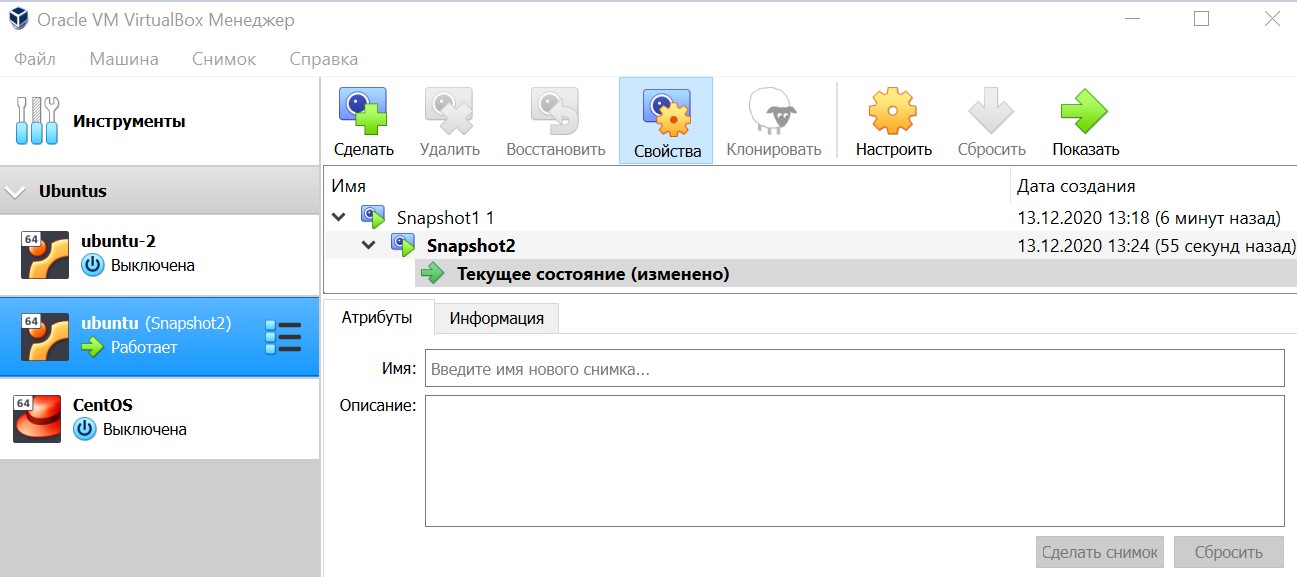 Oracle VM VirtualBox Менеджер
Файл Машина Снимок Справка
Инструменты
Сделать Удалить Восстановить Свойства Клонировать Настроить Сбросить Показать
Ubuntus
64
ubuntu-2
Выключена
64
ubuntu (Snapshot2)
Работает
64
CentOS
Выключена
Имя Дата создания
Snapshot1 1 13.12.2020 13:18 (6 минут назад)
Snapshot2 13.12.2020 13:24 (55 секунд назад)
Текущее состояние (изменено)
Атрибуты Информация
Имя: Введите имя нового снимка...
Описание:
Сделать снимок Сбросить